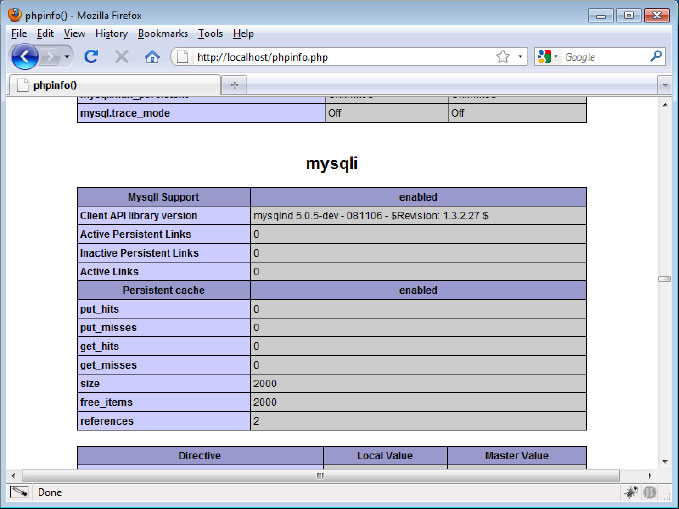 phpinfo() - Mozilla Firefox
File Edit View History Bookmarks Tools Help
http://localhost/phpinfo.php Google
phpinfo()
mysql.trace_mode Off Off
mysqli
MysqlI Support enabled
Client API library version mysqlnd 5.0.5-dev - 081106 - $Revision: 1.3.2.27 $
Active Persistent Links 0
Inactive Persistent Links 0
Active Links 0
Persistent cache enabled
put_hits 0
put_misses 0
get_hits 0
get_misses 0
size 2000
free_items 2000
references 2
Directive Local Value Master Value
Done